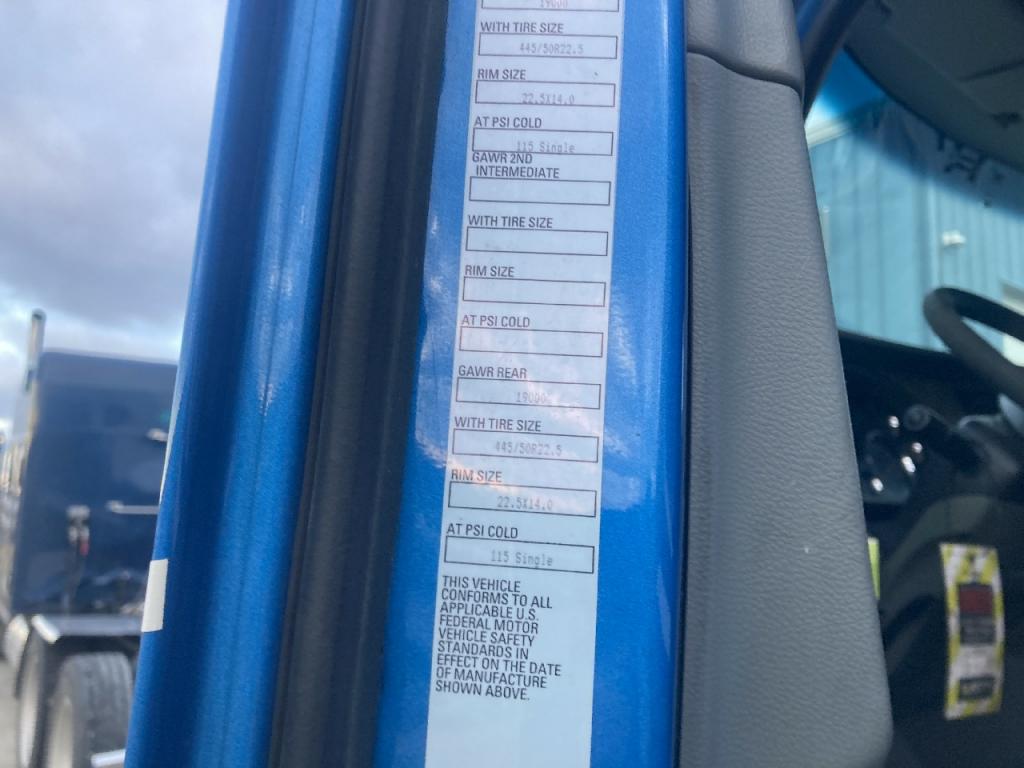 19000
WITH TIRE SIZE
445/50R22.5
RIM SIZE
22.5X14.0
AT PSI COLD
115 Single
GAWR 2ND
INTERMEDIATE
WITH TIRE SIZE
RIM SIZE
AT PSI COLD
GAWR REAR
19000
WITH TIRE SIZE
445/50R22.5
RIM SIZE
22.5X14.0
AT PSI COLD
115 Single
THIS VEHICLE
CONFORMS TO ALL
APPLICABLE U.S.
FEDERAL MOTOR
VEHICLE SAFETY
STANDARDS IN
EFFECT ON THE DATE
OF MANUFACTURE
SHOWN ABOVE.